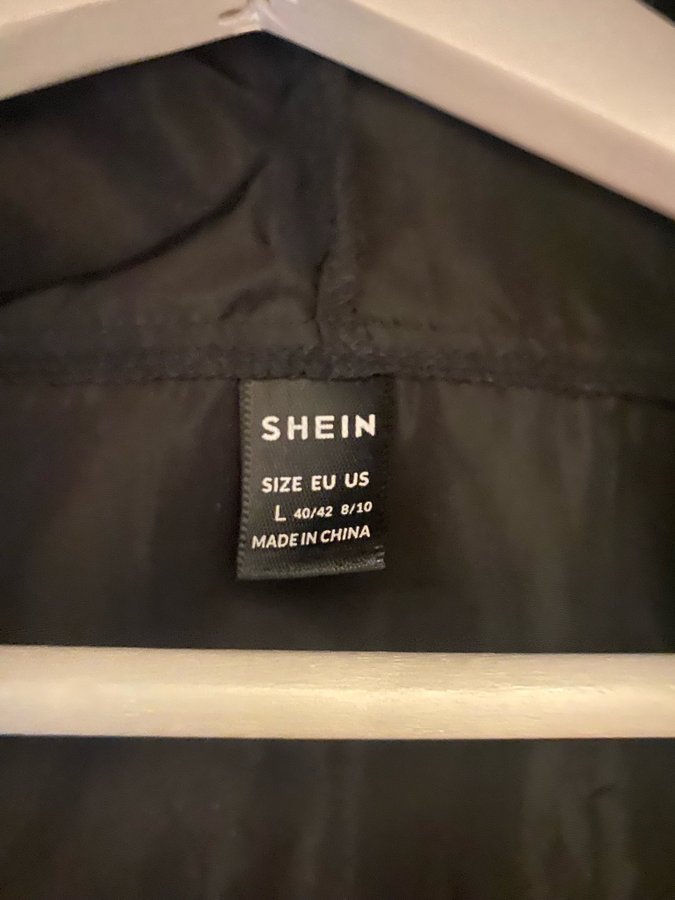 SHEIN
SIZE EU US
L 40/42 8/10
MADE IN CHINA